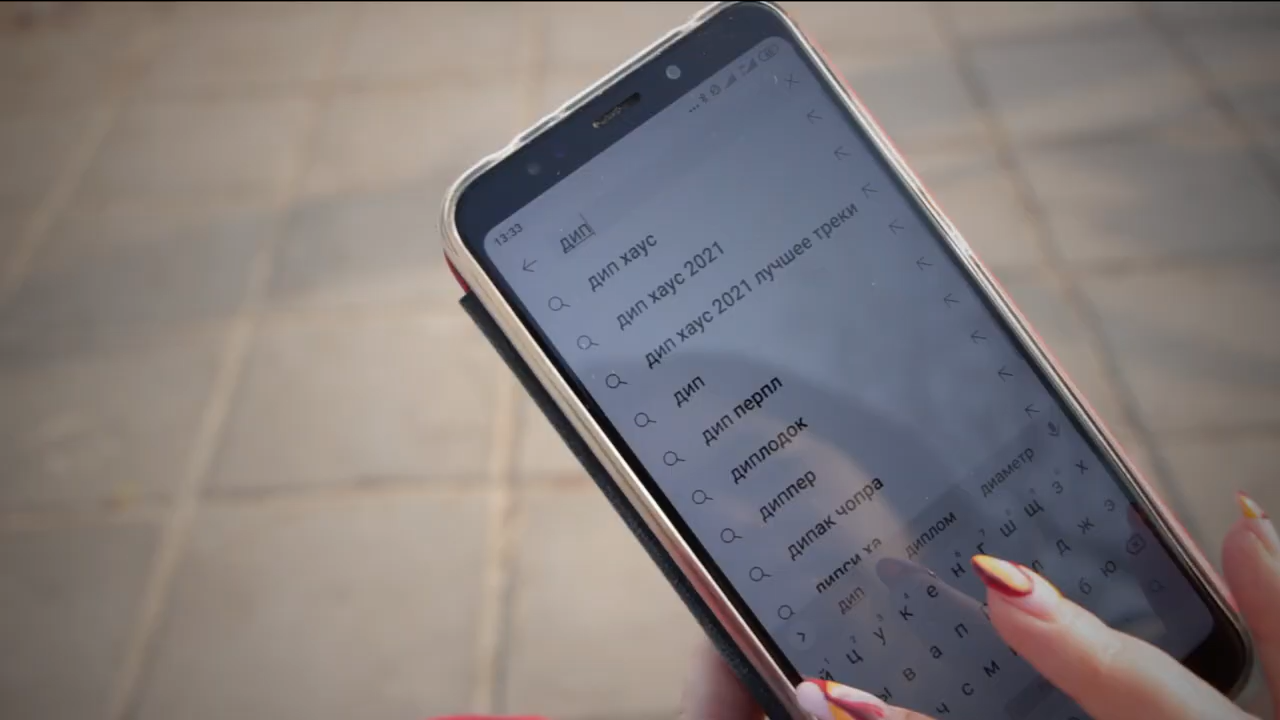 13:33
дип
дип хаус
дип хаус 2021
дип хаус 2021 лучшее треки
дип
дип перпл
диплодок
диппер
дипак чопра
дип диплом диаметр
й ц у к е н г ш щ з х
ы в а п л д ж э
ч с м б ю